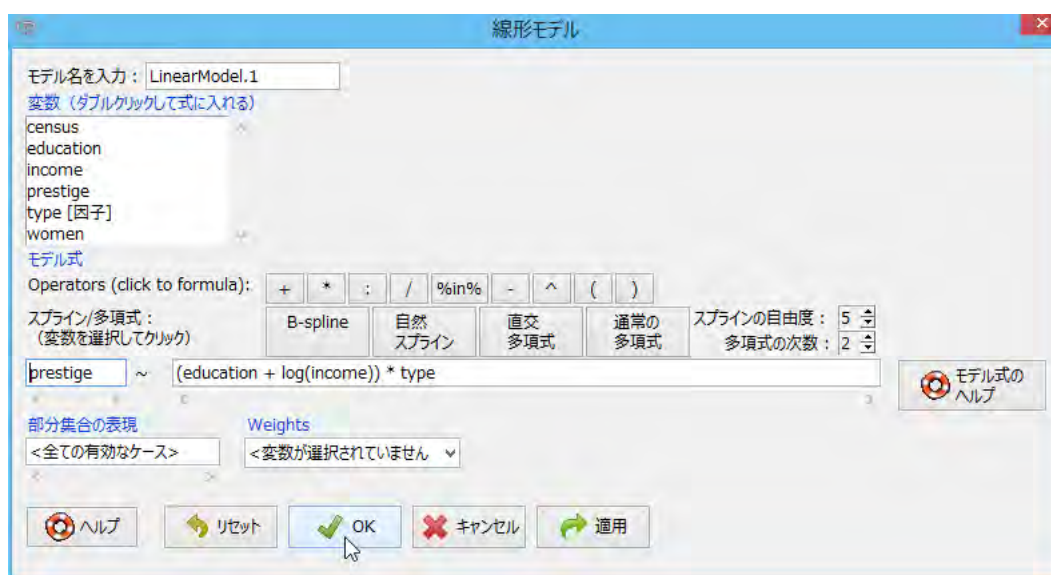 線形モデル
モデル名を入力： LinearModel.1
変数（ダブルクリックして式に入れる）
census
education
income
prestige
type [因子]
women
モデル式
Operators (click to formula): + * : / %in% - ^ ( )
スプライン/多項式：
（変数を選択してクリック）
B-spline
自然
スプライン
直交
多項式
通常の
多項式
スプラインの自由度： 5
多項式の次数： 2
prestige ~ (education + log(income)) * type
モデル式の
ヘルプ
部分集合の表現 Weights
<全ての有効なケース> <変数が選択されていません
ヘルプ リセット OK キャンセル 適用